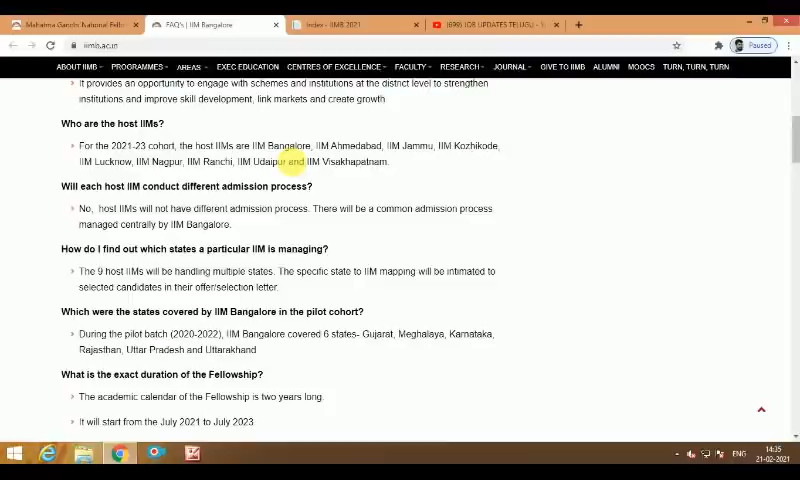 Mahatma Gandhi National Fello
FAQ's | IIM Bangalore
Index - IIMB 2021
(699) JOB UPDATES TELUGU -
iimb.ac.in
Paused
ABOUT IIMB
PROGRAMMES
AREAS
EXEC EDUCATION
CENTRES OF EXCELLENCE
FACULTY
RESEARCH
JOURNAL
GIVE TO IIMB
ALUMNI
MOOCS
TURN, TURN, TURN
It provides an opportunity to engage with schemes and institutions at the district level to strengthen
institutions and improve skill development, link markets and create growth
Who are the host IIMs?
For the 2021-23 cohort, the host IIMs are IIM Bangalore, IIM Ahmedabad, IIM Jammu, IIM Kozhikode,
IIM Lucknow, IIM Nagpur, IIM Ranchi, IIM Udaipur and IIM Visakhapatnam.
Will each host IIM conduct different admission process?
No, host IIMs will not have different admission process. There will be a common admission process
managed centrally by IIM Bangalore.
How do I find out which states a particular IIM is managing?
The 9 host IIMs will be handling multiple states. The specific state to IIM mapping will be intimated to
selected candidates in their offer/selection letter.
Which were the states covered by IIM Bangalore in the pilot cohort?
During the pilot batch (2020-2022), IIM Bangalore covered 6 states- Gujarat, Meghalaya, Karnataka,
Rajasthan, Uttar Pradesh and Uttarakhand
What is the exact duration of the Fellowship?
The academic calendar of the Fellowship is two years long.
It will start from the July 2021 to July 2023
ENG
14:35
21-02-2021